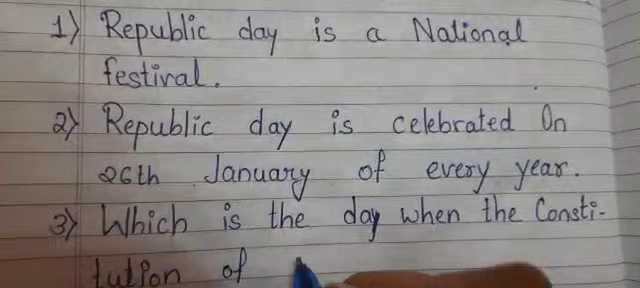 1) Republic day is a National
festival.
2) Republic day is celebrated On
26th January of every year.
3) Which is the day when the Consti-
tution of